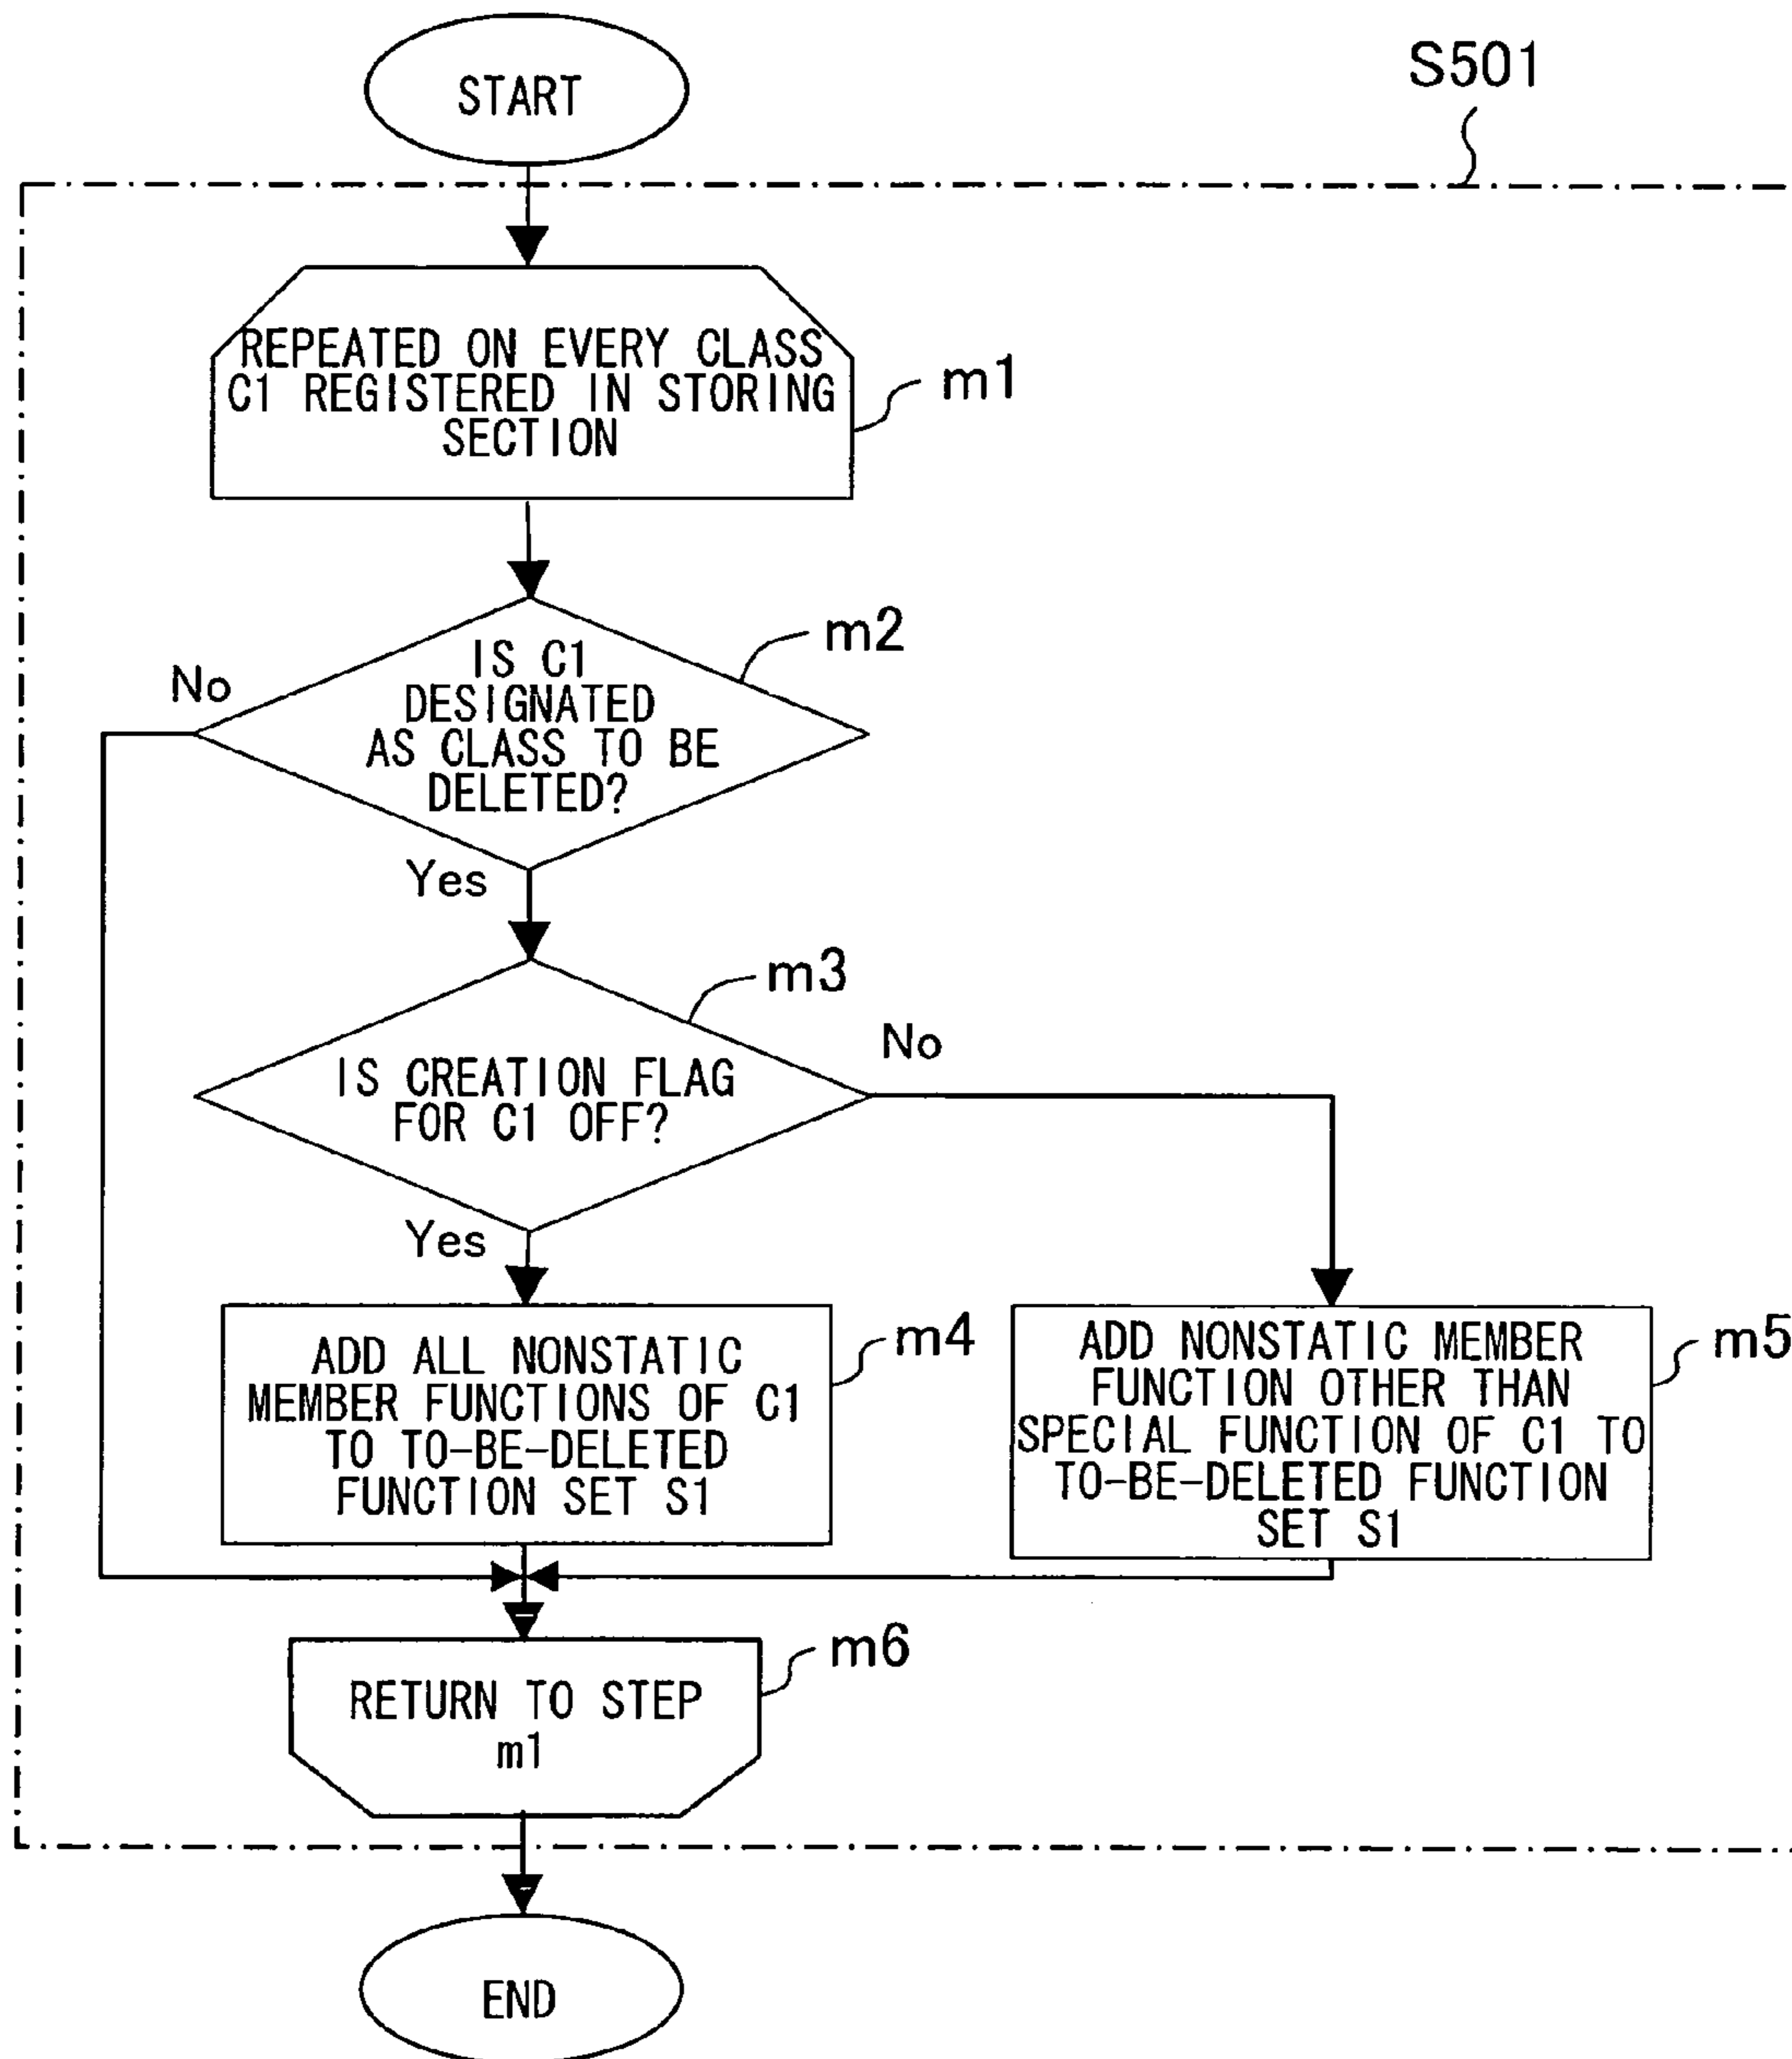 START
S501
REPEATED ON EVERY CLASS
C1 REGISTERED IN STORING
SECTION
m1
IS C1
DESIGNATED
AS CLASS TO BE
DELETED?
m2
No
Yes
IS CREATION FLAG
FOR C1 OFF?
m3
No
Yes
ADD ALL NONSTATIC
MEMBER FUNCTIONS OF C1
TO TO-BE-DELETED
FUNCTION SET S1
m4
ADD NONSTATIC MEMBER
FUNCTION OTHER THAN
SPECIAL FUNCTION OF C1 TO
TO-BE-DELETED FUNCTION
SET S1
m5
RETURN TO STEP
m1
m6
END